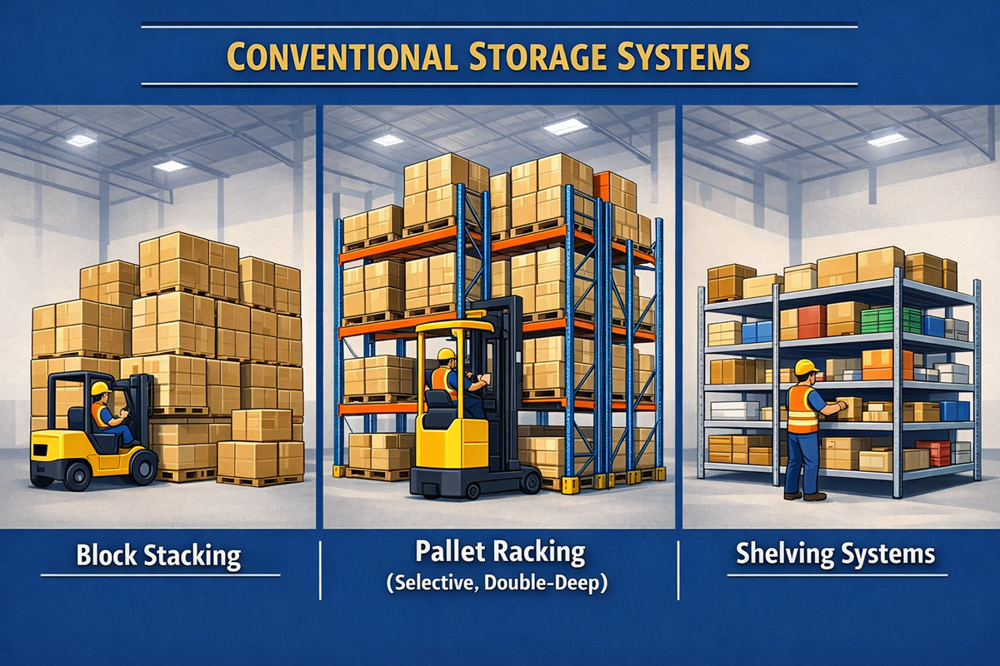 CONVENTIONAL STORAGE SYSTEMS
Block Stacking
Pallet Racking
(Selective, Double-Deep)
Shelving Systems